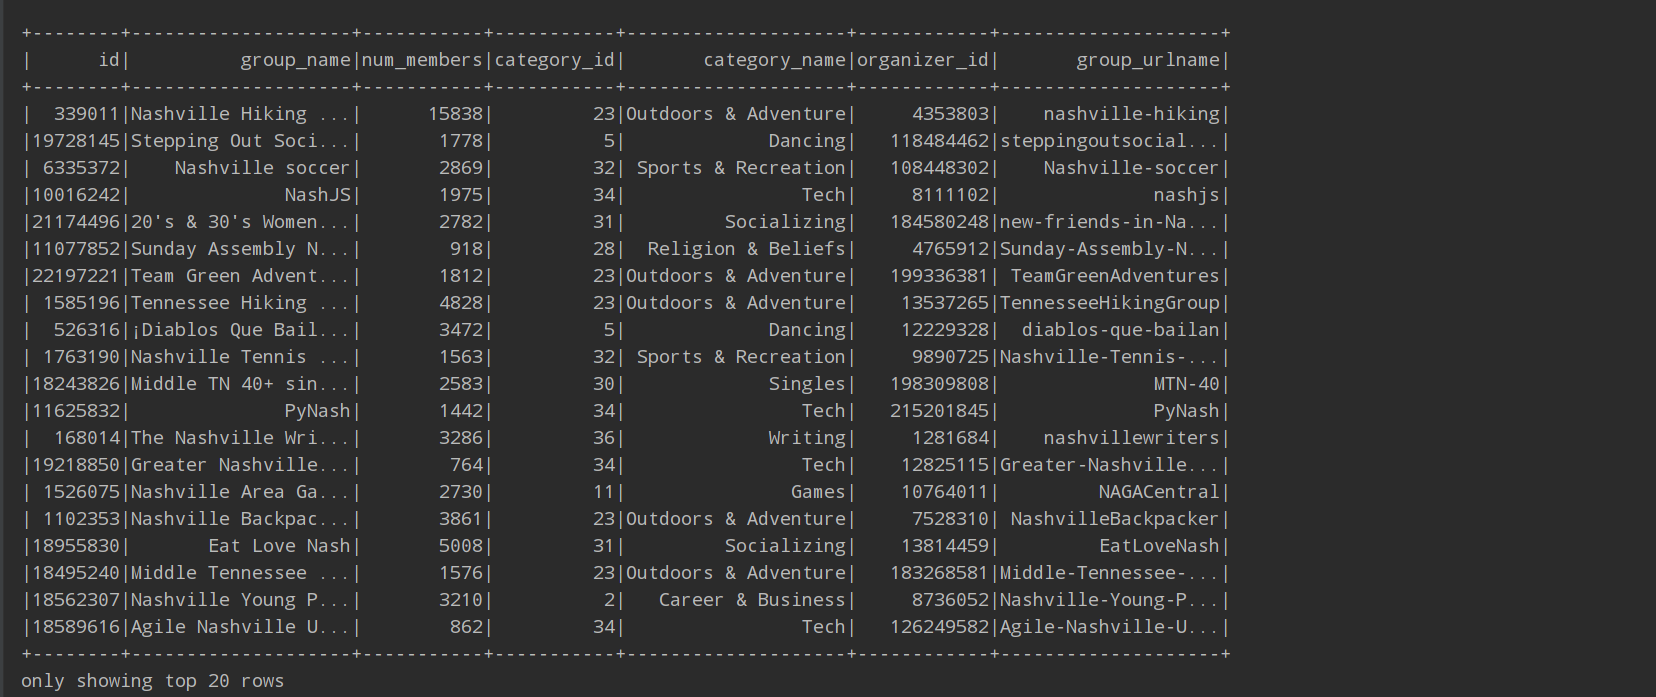 +--------+--------------------+-----------+-----------+--------------------+------------+--------------------+
|      id|          group_name|num_members|category_id|       category_name|organizer_id|       group_urlname|
+--------+--------------------+-----------+-----------+--------------------+------------+--------------------+
|  339011|Nashville Hiking ...|      15838|         23|Outdoors & Adventure|     4353803|    nashville-hiking|
|19728145|Stepping Out Soci...|       1778|          5|             Dancing|   118484462|steppingoutsocial...|
| 6335372|    Nashville soccer|       2869|         32| Sports & Recreation|   108448302|    Nashville-soccer|
|10016242|              NashJS|       1975|         34|                Tech|     8111102|              nashjs|
|21174496|20's & 30's Women...|       2782|         31|         Socializing|   184580248|new-friends-in-Na...|
|11077852|Sunday Assembly N...|        918|         28|  Religion & Beliefs|     4765912|Sunday-Assembly-N...|
|22197221|Team Green Advent...|       1812|         23|Outdoors & Adventure|   199336381| TeamGreenAdventures|
| 1585196|Tennessee Hiking ...|       4828|         23|Outdoors & Adventure|    13537265|TennesseeHikingGroup|
|  526316|¡Diablos Que Bail...|       3472|          5|             Dancing|    12229328|  diablos-que-bailan|
| 1763190|Nashville Tennis ...|       1563|         32| Sports & Recreation|     9890725|Nashville-Tennis-...|
|18243826|Middle TN 40+ sin...|       2583|         30|             Singles|   198309808|              MTN-40|
|11625832|              PyNash|       1442|         34|                Tech|   215201845|              PyNash|
|  168014|The Nashville Wri...|       3286|         36|             Writing|     1281684|    nashvillewriters|
|19218850|Greater Nashville...|        764|         34|                Tech|    12825115|Greater-Nashville...|
| 1526075|Nashville Area Ga...|       2730|         11|               Games|    10764011|         NAGACentral|
| 1102353|Nashville Backpac...|       3861|         23|Outdoors & Adventure|     7528310| NashvilleBackpacker|
|18955830|       Eat Love Nash|       5008|         31|         Socializing|    13814459|         EatLoveNash|
|18495240|Middle Tennessee ...|       1576|         23|Outdoors & Adventure|   183268581|Middle-Tennessee-...|
|18562307|Nashville Young P...|       3210|          2|   Career & Business|     8736052|Nashville-Young-P...|
|18589616|Agile Nashville U...|        862|         34|                Tech|   126249582|Agile-Nashville-U...|
+--------+--------------------+-----------+-----------+--------------------+------------+--------------------+
only showing top 20 rows